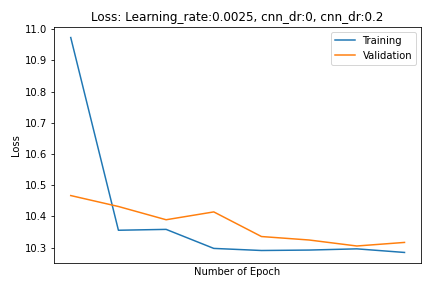 Loss: Learning_rate:0.0025, cnn_dr:0, cnn_dr:0.2
11.0
10.9
10.8
10.7
10.6
10.5
10.4
10.3
Loss
Training
Validation
Number of Epoch